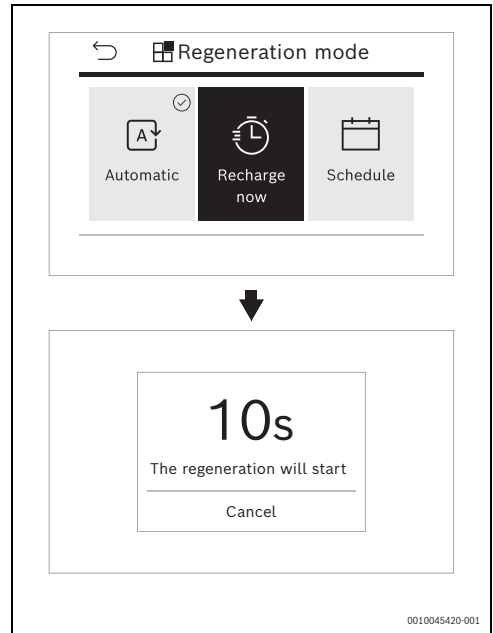 Regeneration mode
A
Automatic
Recharge
now
Schedule
10s
The regeneration will start
Cancel
0010045420-001